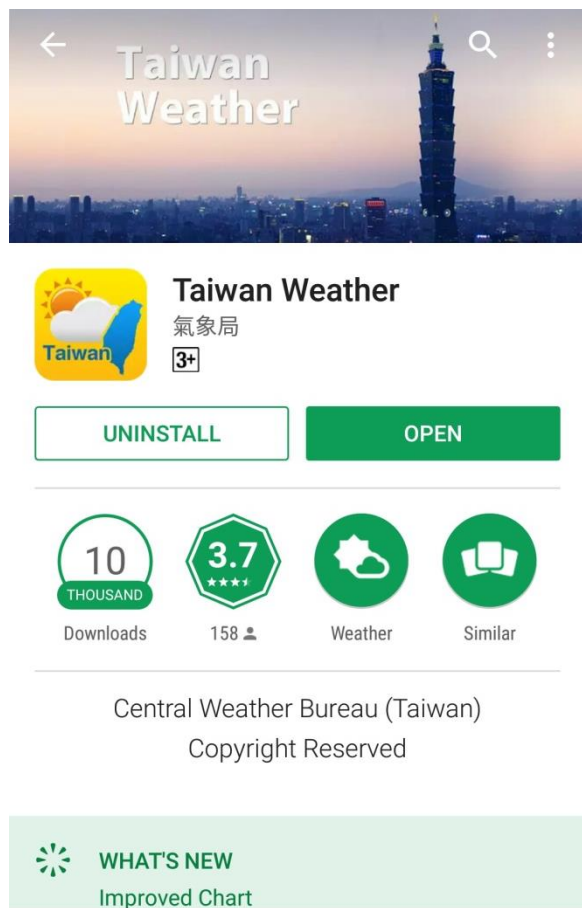 Taiwan
Weather
Taiwan
Taiwan Weather
氣象局
3+
UNINSTALL
OPEN
10
THOUSAND
Downloads
3.7
158
Weather
Similar
Central Weather Bureau (Taiwan)
Copyright Reserved
WHAT'S NEW
Improved Chart